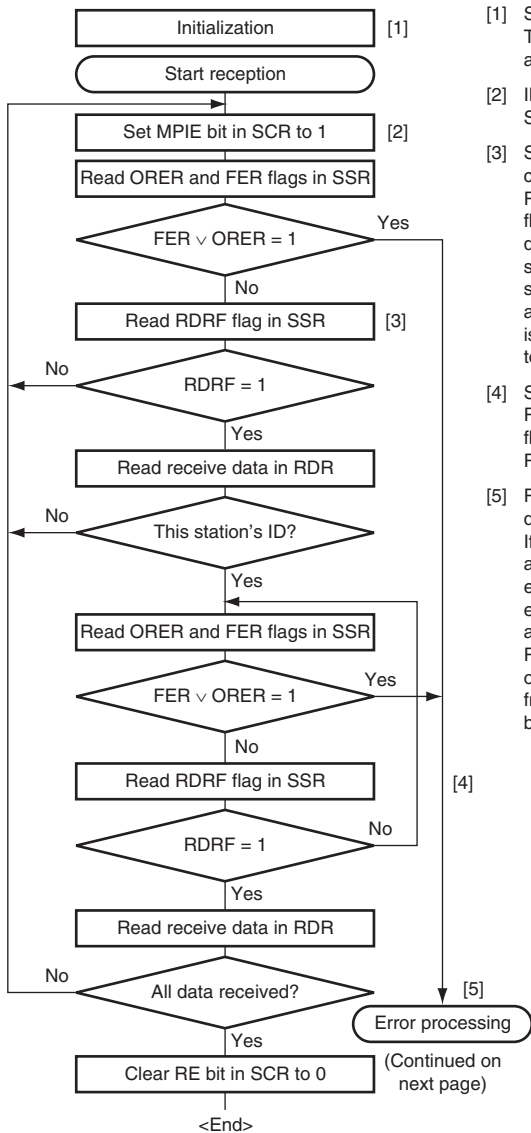 Initialization [1]
Start reception
Set MPIE bit in SCR to 1 [2]
Read ORER and FER flags in SSR
FER ∨ ORER = 1
Yes
No
Read RDRF flag in SSR [3]
No
RDRF = 1
Yes
Read receive data in RDR
No
This station's ID?
Yes
Read ORER and FER flags in SSR
FER ∨ ORER = 1
Yes
No
Read RDRF flag in SSR
[4]
No
RDRF = 1
Yes
Read receive data in RDR
No
All data received?
[5]
Yes
Error processing
(Continued on
next page)
Clear RE bit in SCR to 0
<End>
[1]
[2]
[3]
[4]
[5]
If